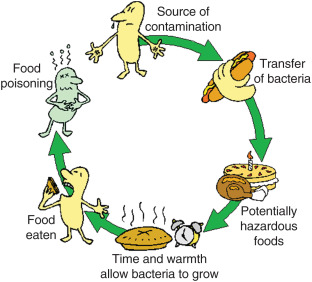 Source of
contamination
Transfer
of bacteria
Potentially
hazardous
foods
Time and warmth
allow bacteria to grow
Food
eaten
Food
poisoning